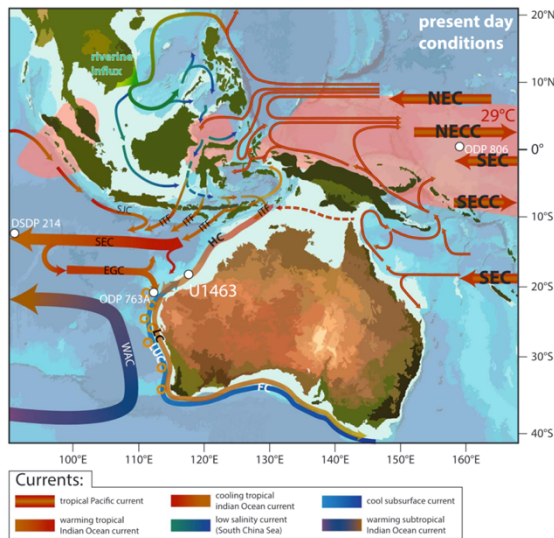 present day
conditions
riverine
influx
NEC
29°C
NECC
ODP 806
SEC
SECC
SJC
ITF
ITF
ITF
ITF
DSDP 214
SEC
HC
EGC
U1463
SEC
ODP 763A
LC
LUC
WAC
20°N
10°N
0°
10°S
20°S
30°S
40°S
100°E
110°E
120°E
130°E
140°E
150°E
160°E
Currents:
tropical Pacific current
cooling tropical
indian Ocean current
cool subsurface current
warming tropical
Indian Ocean current
low salinity current
(South China Sea)
warming subtropical
Indian Ocean current